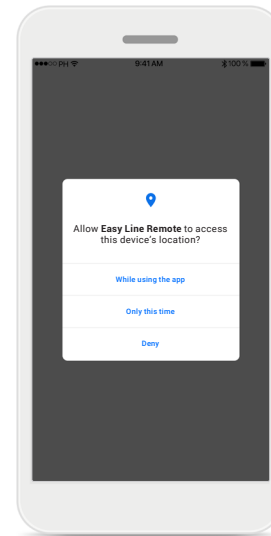 ●●●○○ PH 9:41 AM 100 %
Allow Easy Line Remote to access
this device's location?
While using the app
Only this time
Deny